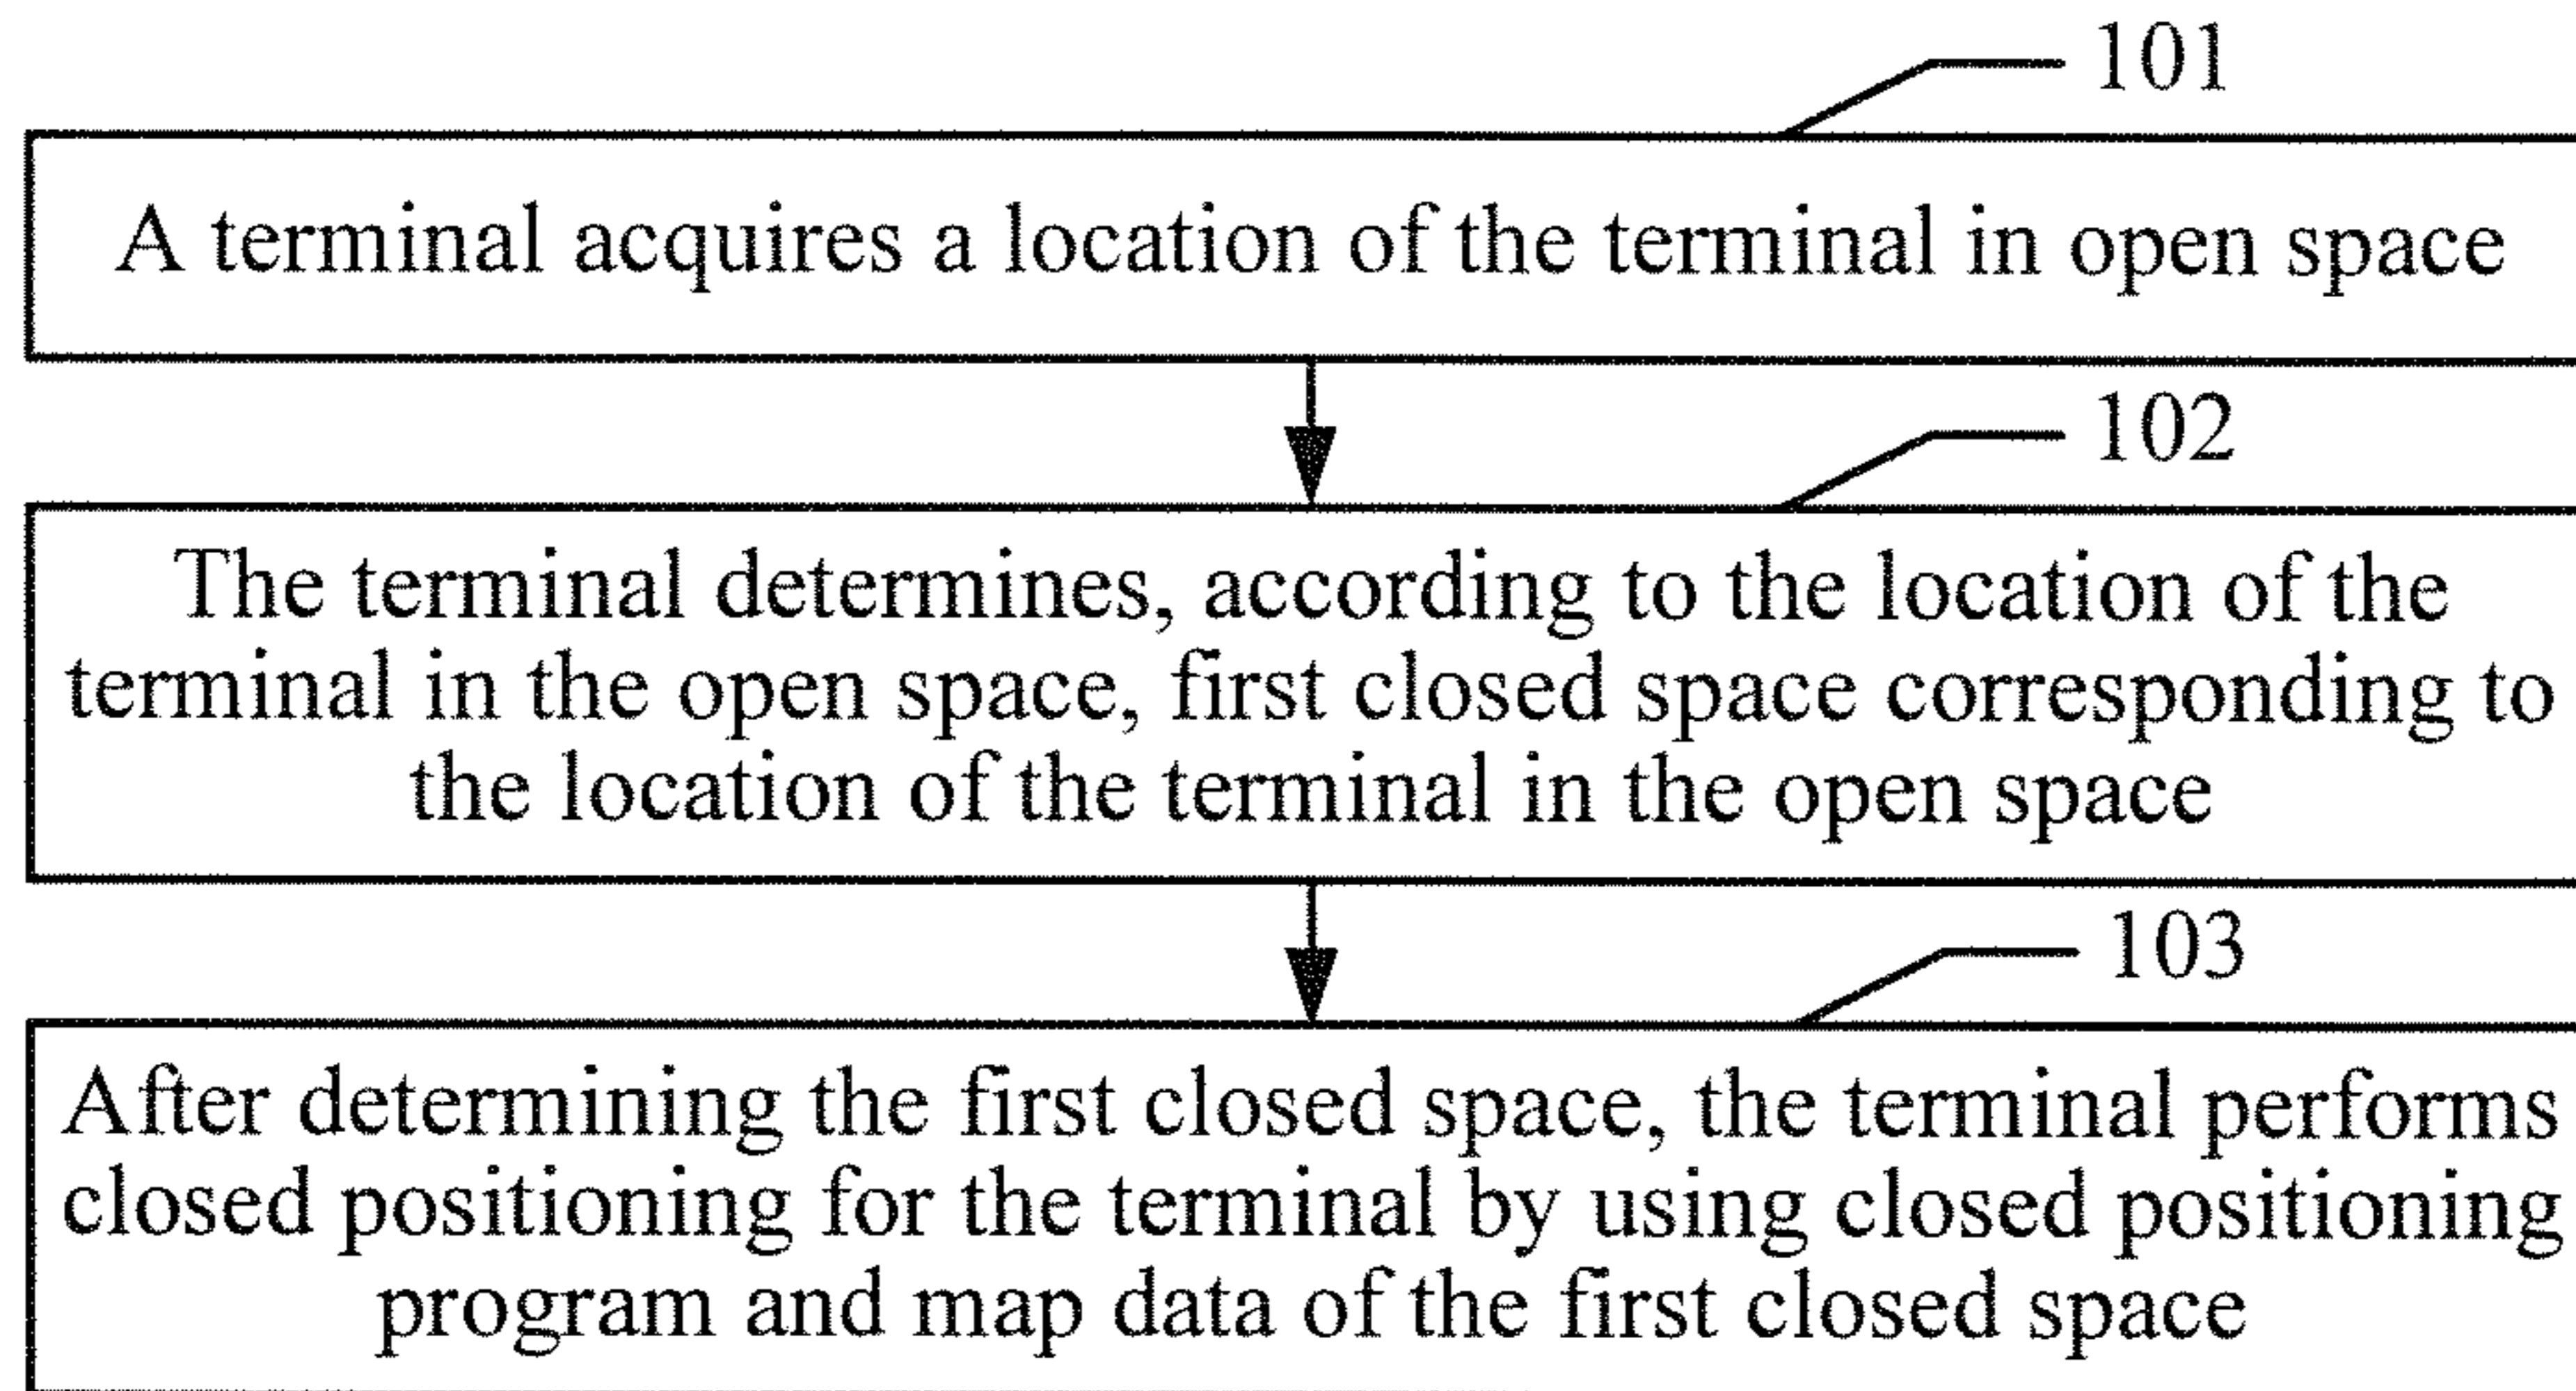 101
A terminal acquires a location of the terminal in open space
102
The terminal determines, according to the location of the
terminal in the open space, first closed space corresponding to
the location of the terminal in the open space
103
After determining the first closed space, the terminal performs
closed positioning for the terminal by using closed positioning
program and map data of the first closed space